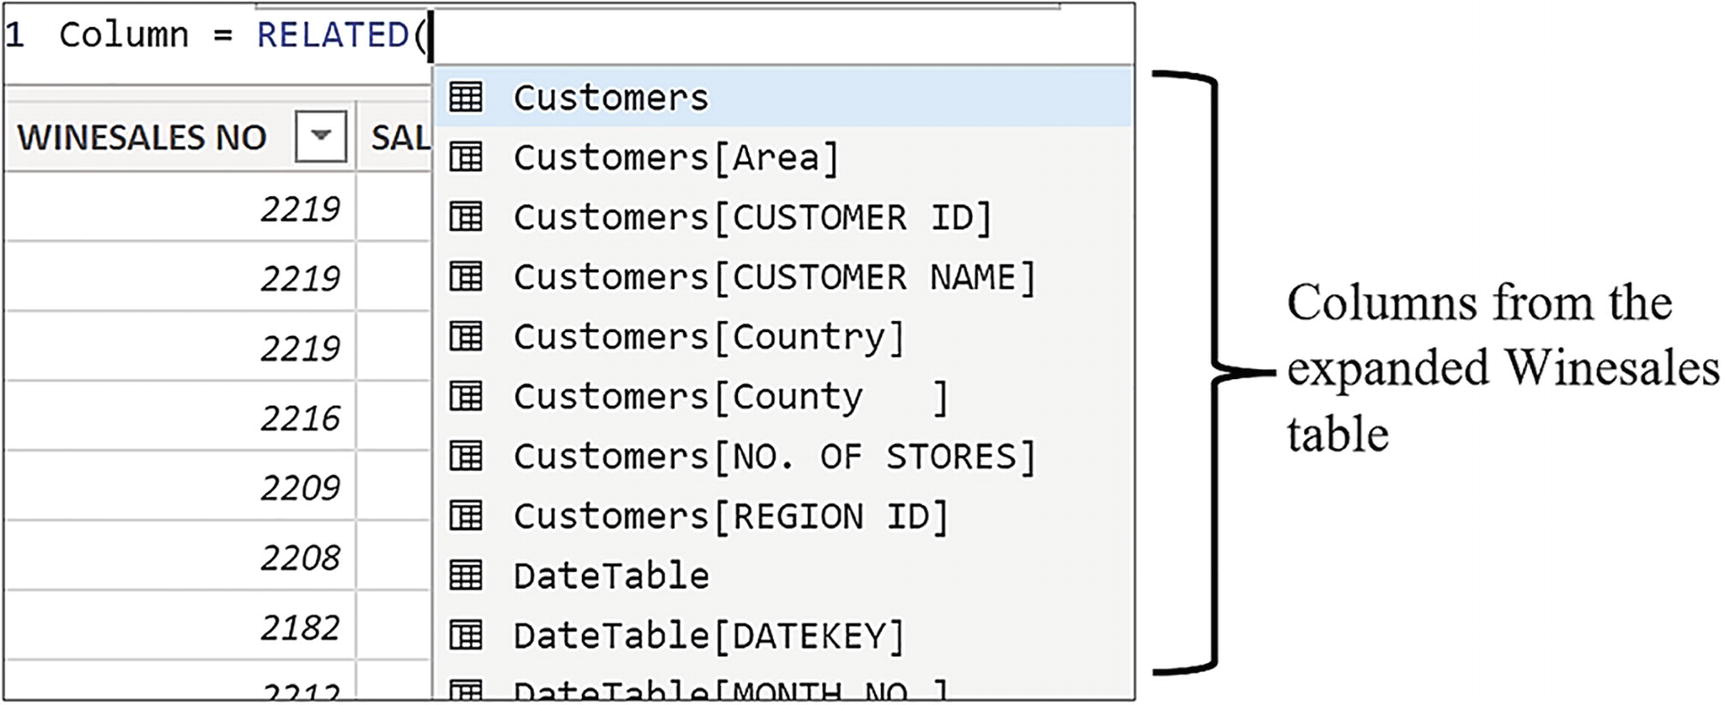 1 Column = RELATED(
Customers
Customers[Area]
Customers[CUSTOMER ID]
Customers[CUSTOMER NAME]
Customers[Country]
Customers[County   ]
Customers[NO. OF STORES]
Customers[REGION ID]
DateTable
DateTable[DATEKEY]
DateTable[MONTH NO ]
WINESALES NO SAL
2219
2219
2219
2216
2209
2208
2182
2212
Columns from the
expanded Winesales
table